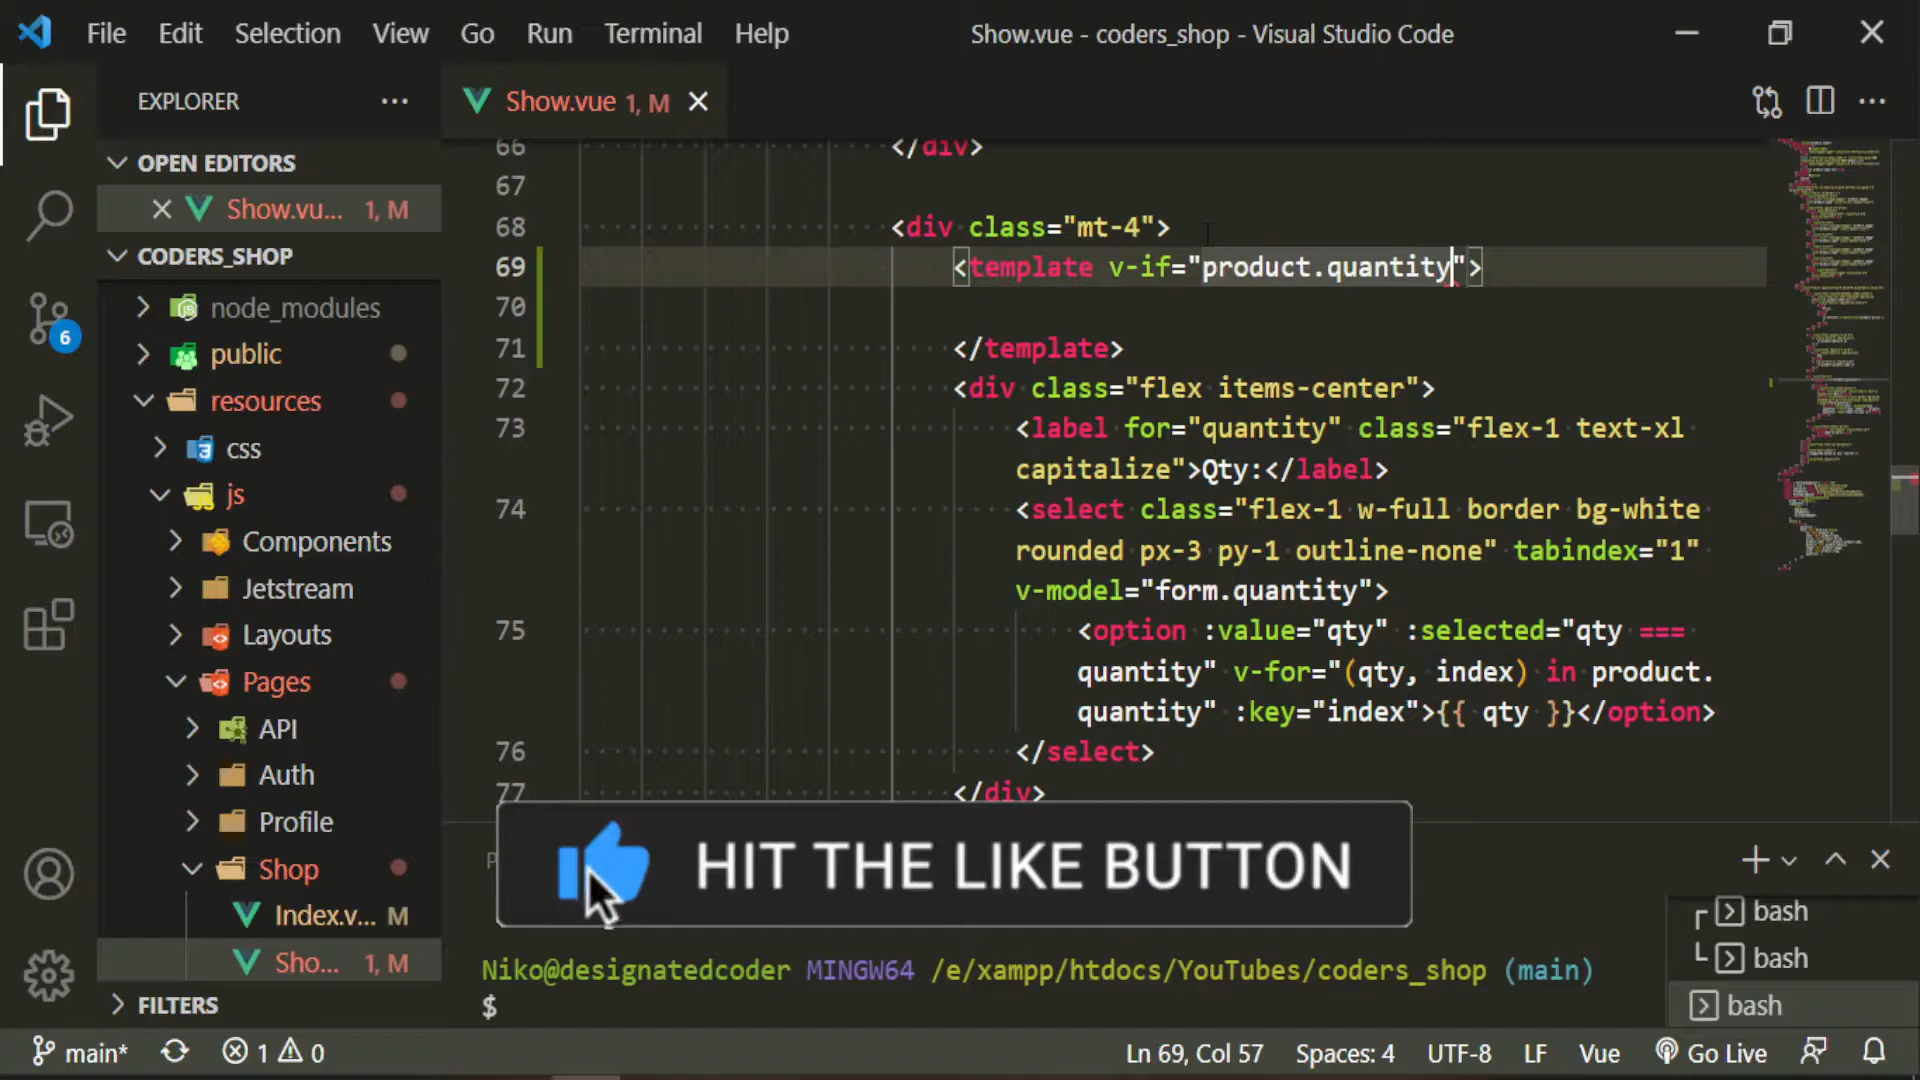 File Edit Selection View Go Run Terminal Help
Show.vue - coders_shop - Visual Studio Code
EXPLORER
Show.vue 1, M
OPEN EDITORS
Show.vu... 1, M
CODERS_SHOP
node_modules
public
resources
css
js
Components
Jetstream
Layouts
Pages
API
Auth
Profile
Shop
Index.v... M
Sho... 1, M
FILTERS
66 </div>
67
68 <div class="mt-4">
69 <template v-if="product.quantity">
70
71 </template>
72 <div class="flex items-center">
73 <label for="quantity" class="flex-1 text-xl
capitalize">Qty:</label>
74 <select class="flex-1 w-full border bg-white
rounded px-3 py-1 outline-none" tabindex="1"
v-model="form.quantity">
75 <option :value="qty" :selected="qty ===
quantity" v-for="(qty, index) in product.
quantity" :key="index">{{ qty }}</option>
76 </select>
77 </div>
HIT THE LIKE BUTTON
Niko@designatedcoder MINGW64 /e/xampp/htdocs/YouTubes/coders_shop (main)
$
bash
bash
bash
6
main* 1 0
Ln 69, Col 57 Spaces: 4 UTF-8 LF Vue Go Live